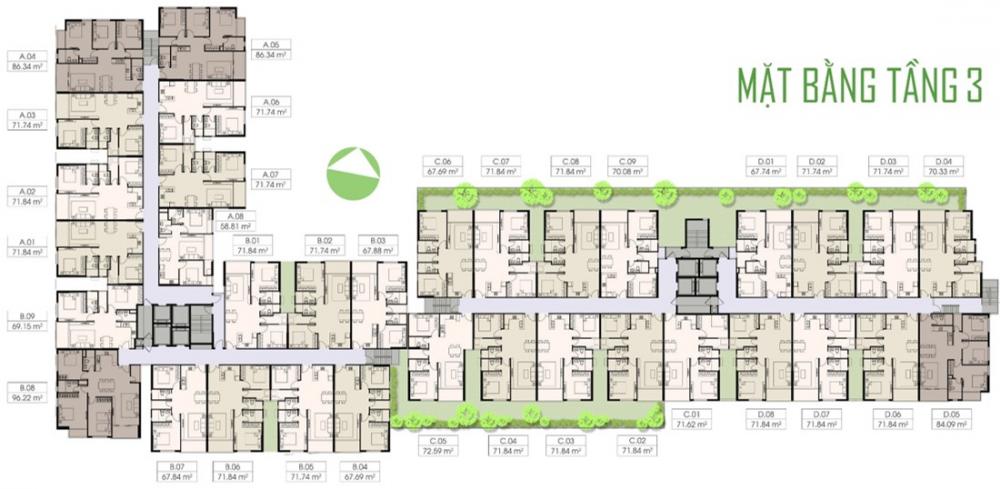 MẶT BẰNG TẦNG 3
A.04
86.34 m²
A.05
86.34 m²
A.03
71.74 m²
A.06
71.74 m²
A.02
71.84 m²
A.07
71.74 m²
A.01
71.84 m²
A.08
58.81 m²
B.09
69.15 m²
B.08
96.22 m²
B.01
71.84 m²
B.02
71.74 m²
B.03
67.88 m²
C.06
67.69 m²
C.07
71.84 m²
C.08
71.84 m²
C.09
70.08 m²
D.01
67.74 m²
D.02
71.74 m²
D.03
71.74 m²
D.04
70.33 m²
B.07
67.84 m²
B.06
71.84 m²
B.05
71.74 m²
B.04
67.69 m²
C.05
72.59 m²
C.04
71.84 m²
C.03
71.84 m²
C.02
71.84 m²
C.01
71.62 m²
D.08
71.84 m²
D.07
71.84 m²
D.06
71.84 m²
D.05
84.09 m²